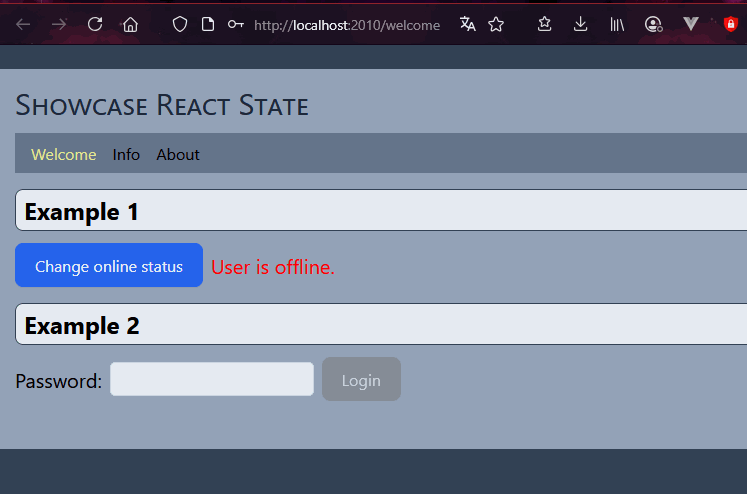 http://localhost:2010/welcome
Showcase React State
Welcome Info About
Example 1
Change online status User is offline.
Example 2
Password: Login